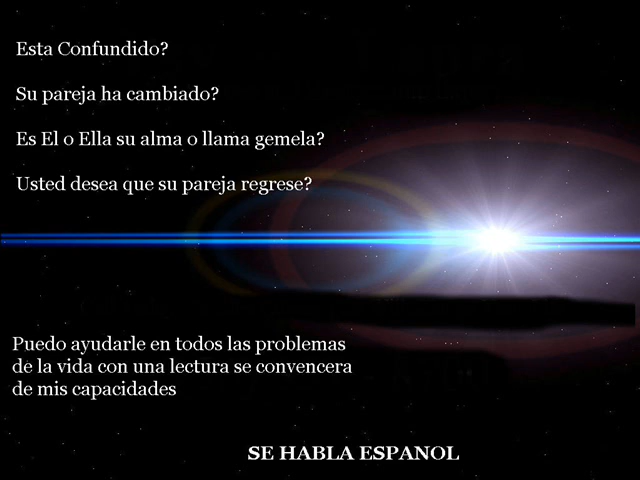 Esta Confundido?
Su pareja ha cambiado?
Es El o Ella su alma o llama gemela?
Usted desea que su pareja regrese?
Puedo ayudarle en todos las problemas
de la vida con una lectura se convencera
de mis capacidades
SE HABLA ESPANOL